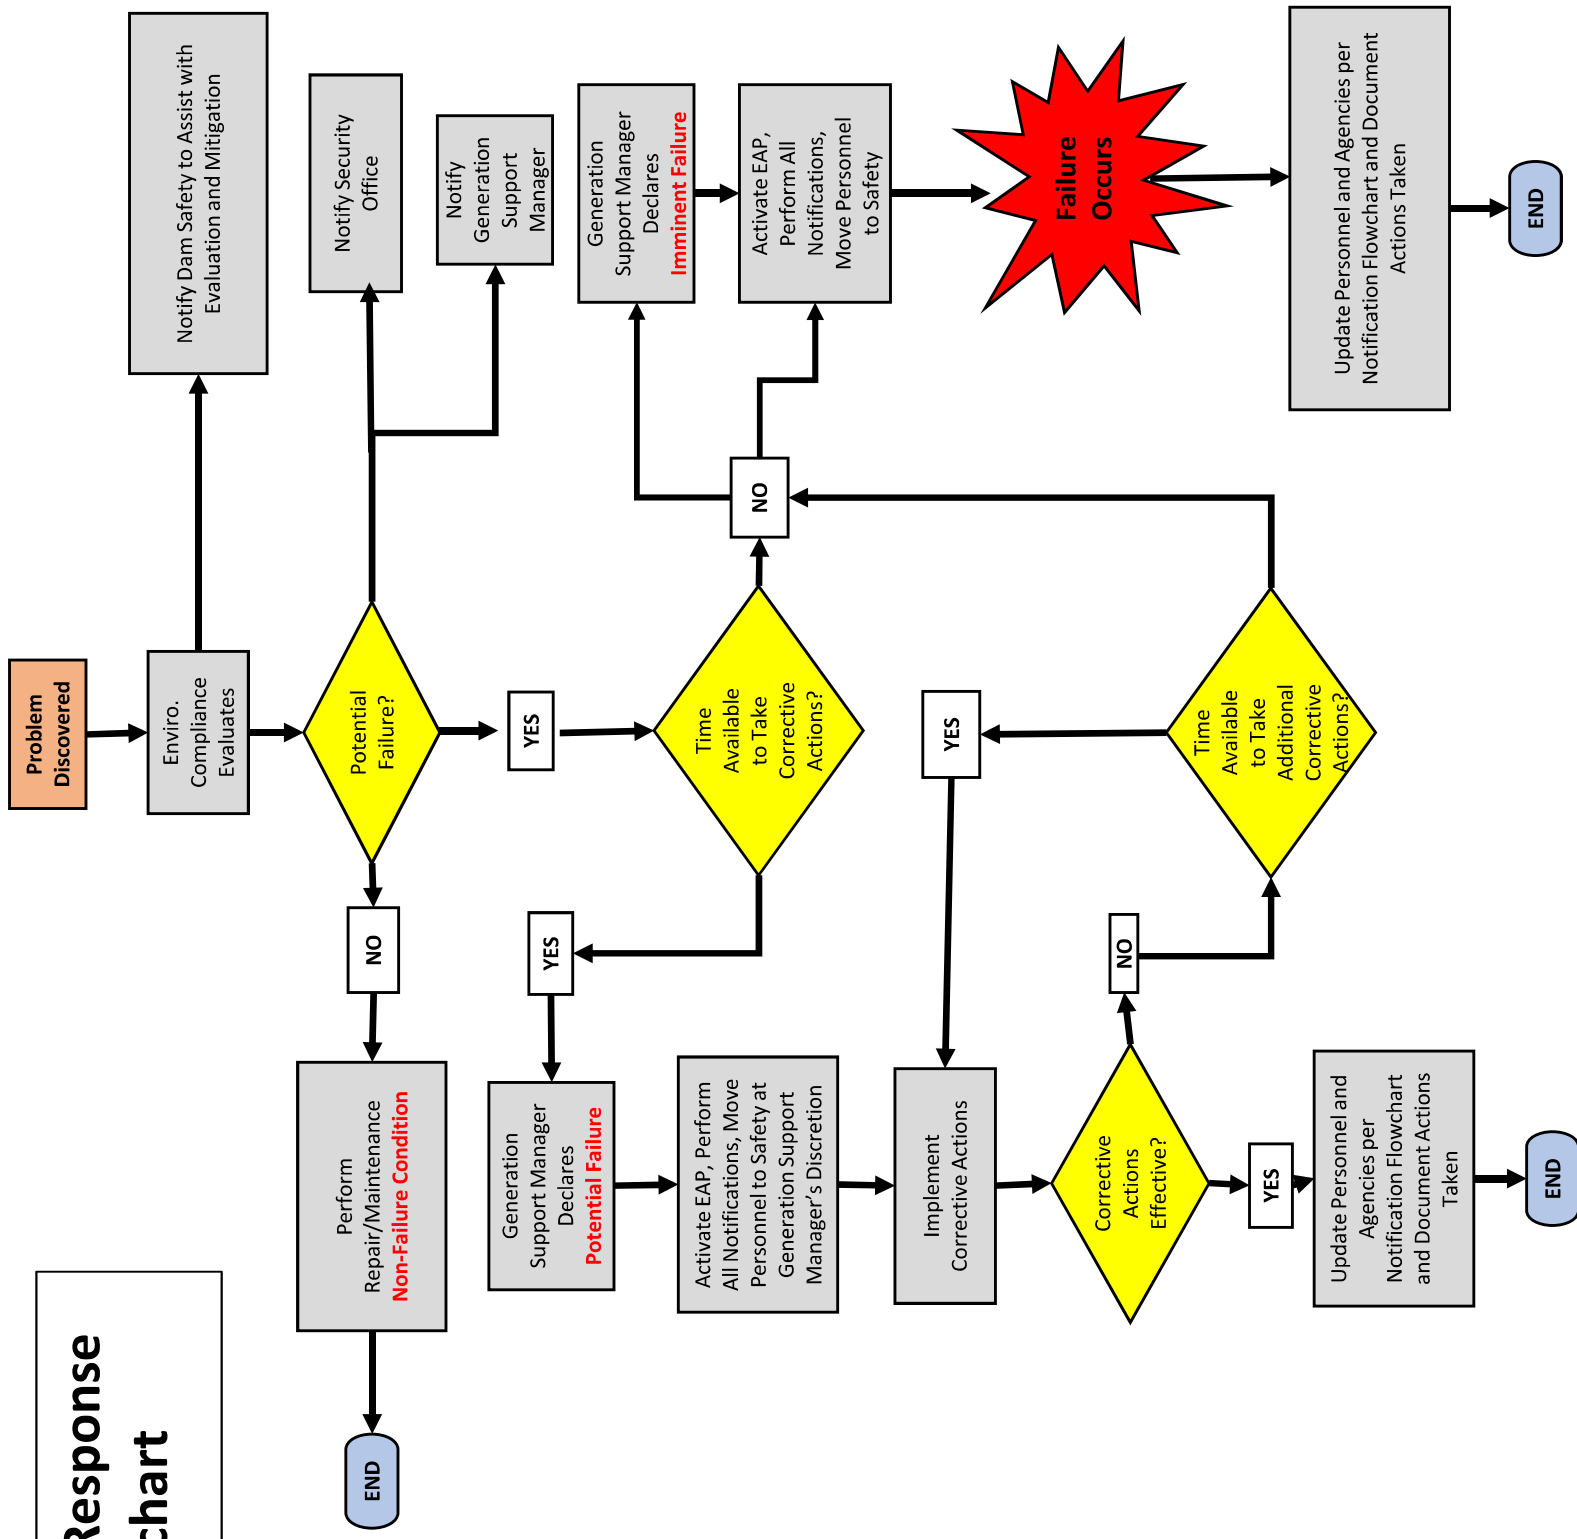 Response
chart
Problem
Discovered
Enviro.
Compliance
Evaluates
Notify Dam Safety to Assist with
Evaluation and Mitigation
Potential
Failure?
Notify Security
Office
Notify
Generation
Support
Manager
NO
Perform
Repair/Maintenance
Non-Failure Condition
END
YES
Time
Available
to Take
Corrective
Actions?
NO
Generation
Support Manager
Declares
Imminent Failure
Activate EAP,
Perform All
Notifications,
Move Personnel
to Safety
Failure
Occurs
Update Personnel and Agencies per
Notification Flowchart and Document
Actions Taken
END
YES
Generation
Support Manager
Declares
Potential Failure
Activate EAP, Perform
All Notifications, Move
Personnel to Safety at
Generation Support
Manager’s Discretion
Implement
Corrective Actions
Corrective
Actions
Effective?
NO
Time
Available
to Take
Additional
Corrective
Actions?
YES
YES
Update Personnel and
Agencies per
Notification Flowchart
and Document Actions
Taken
END